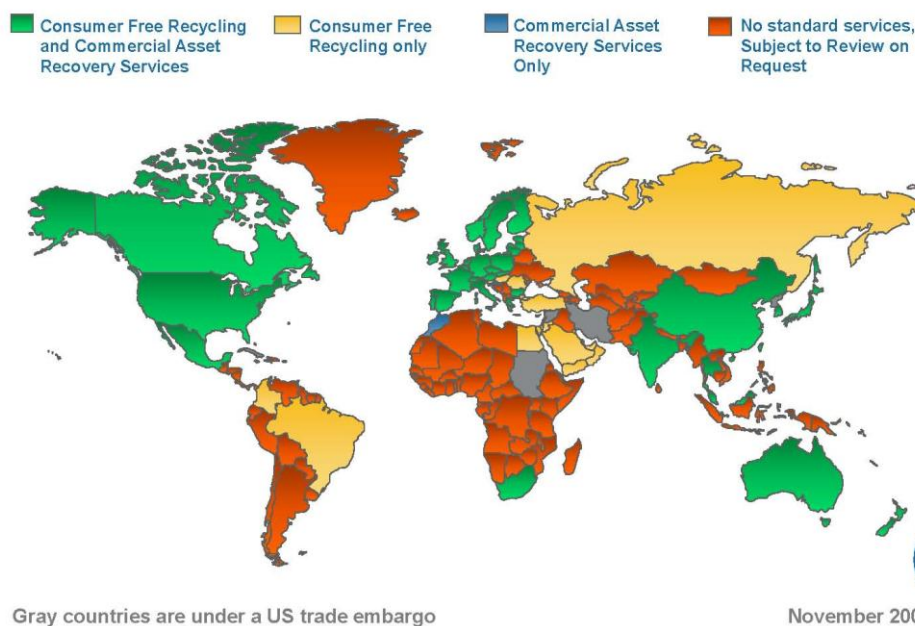 Consumer Free Recycling
and Commercial Asset
Recovery Services
Consumer Free
Recycling only
Commercial Asset
Recovery Services
Only
No standard services,
Subject to Review on
Request
Gray countries are under a US trade embargo
November